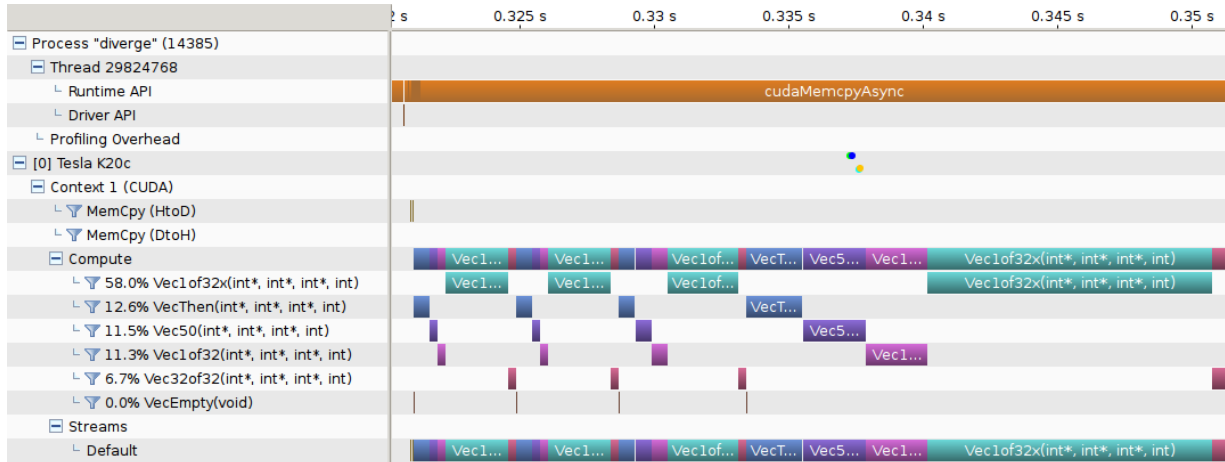 2 s 0.325 s 0.33 s 0.335 s 0.34 s 0.345 s 0.35 s
Process "diverge" (14385)
Thread 29824768
Runtime API cudaMemcpyAsync
Driver API
Profiling Overhead
[0] Tesla K20c
Context 1 (CUDA)
MemCpy (HtoD)
MemCpy (DtoH)
Compute Vec1... Vec1... Vec1of... VecT... Vec5... Vec1... Vec1of32x(int*, int*, int*, int)
58.0% Vec1of32x(int*, int*, int*, int) Vec1... Vec1... Vec1of... Vec1of32x(int*, int*, int*, int)
12.6% VecThen(int*, int*, int*, int) VecT...
11.5% Vec50(int*, int*, int*, int) Vec5...
11.3% Vec1of32(int*, int*, int*, int) Vec1...
6.7% Vec32of32(int*, int*, int*, int)
0.0% VecEmpty(void)
Streams
Default Vec1... Vec1... Vec1of... VecT... Vec5... Vec1... Vec1of32x(int*, int*, int*, int)